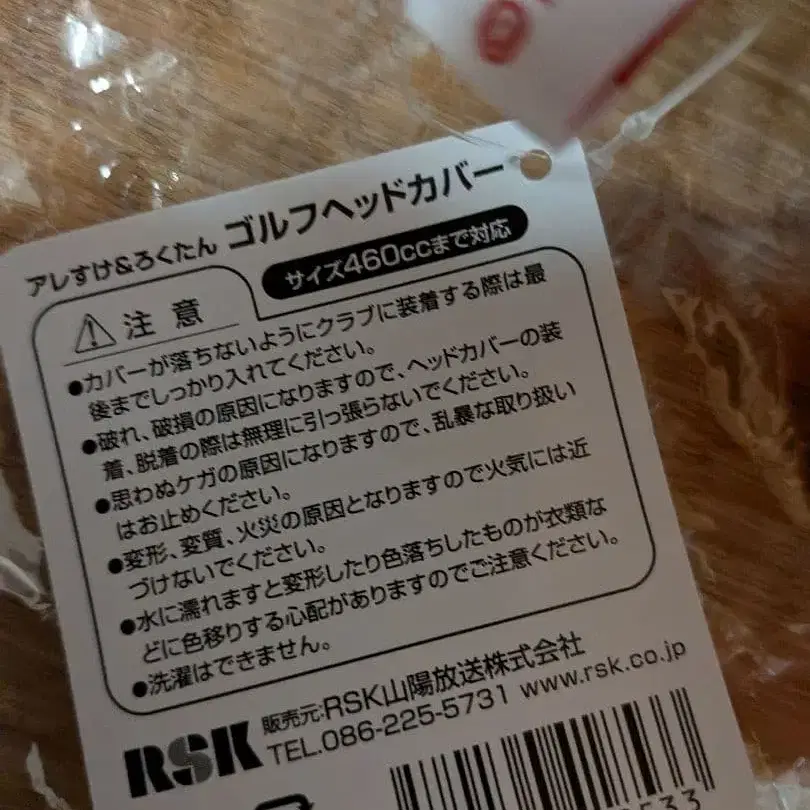 アレすけ&ろくたん ゴルフヘッドカバー
サイズ460ccまで対応
注意
●カバーが落ちないようにクラブに装着する際は最
後までしっかり入れてください。
●破れ、破損の原因になりますので、ヘッドカバーの装
着、脱着の際は無理に引っ張らないでください。
●思わぬケガの原因になりますので、乱暴な取り扱い
はお止めください。
●変形、変質、火災の原因となりますので火気には近
づけないでください。
●水に濡れますと変形したり色落ちしたものが衣類な
どに色移りする心配がありますのでご注意ください。
●洗濯はできません。
RSK 販売元:RSK山陽放送株式会社
TEL.086-225-5731 www.rsk.co.jp